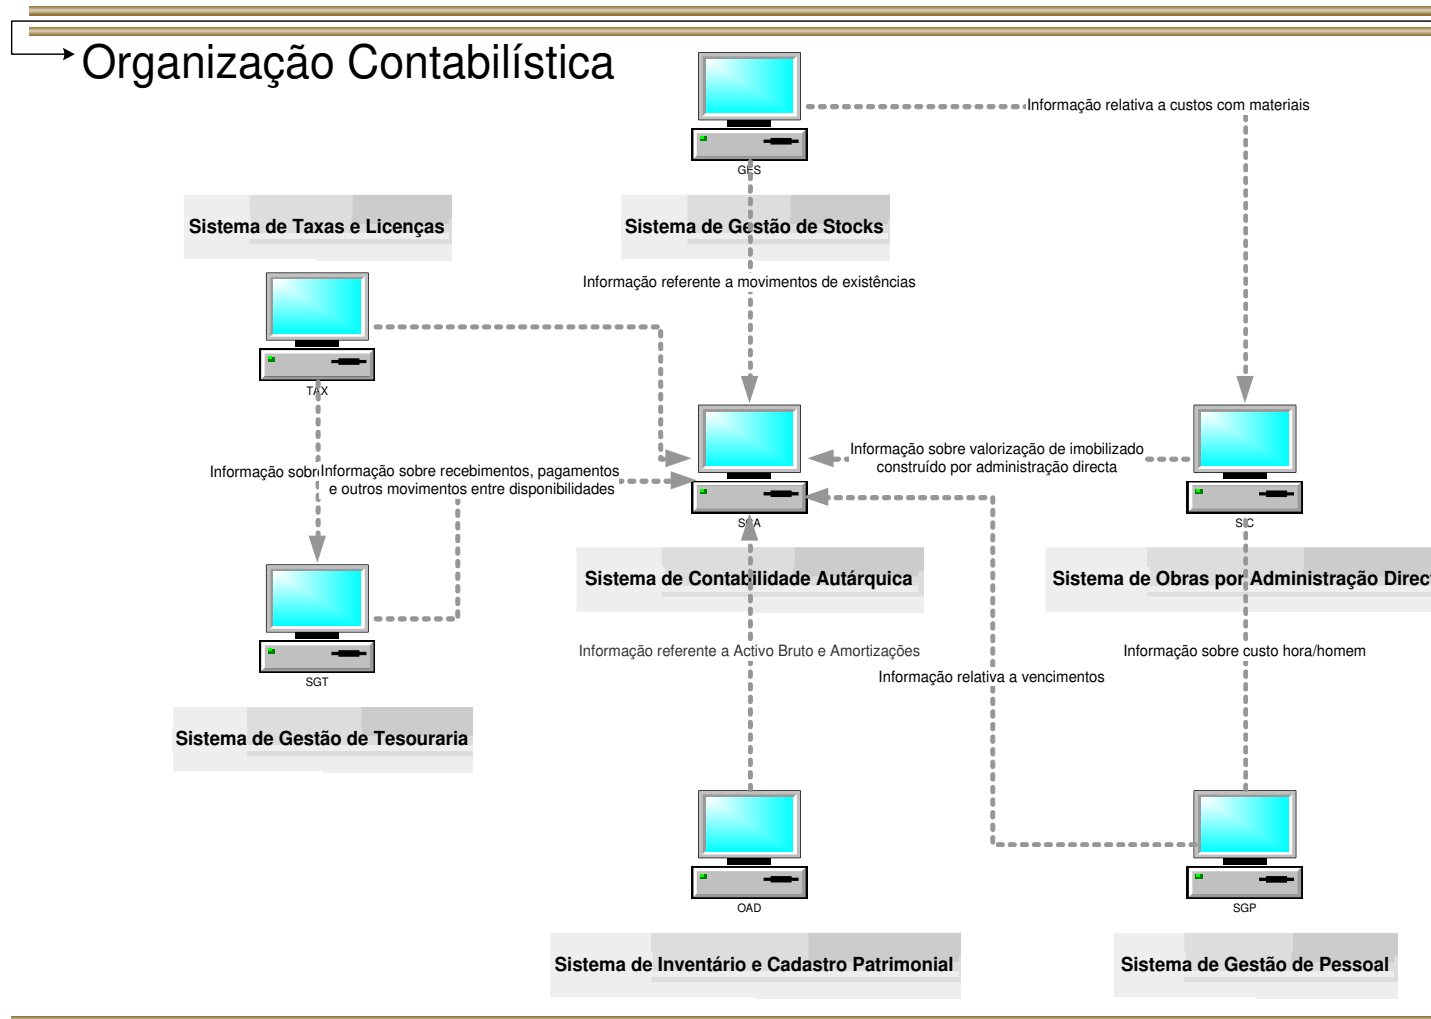 Organização Contabilística
Informação relativa a custos com materiais
GES
Sistema de Taxas e Licenças
Sistema de Gestão de Stocks
Informação referente a movimentos de existências
TAX
Informação sobre valorização de imobilizado
construído por administração directa
Informação
Informação sobre recebimentos, pagamentos
e outros movimentos entre disponibilidades
SCA
SIC
Sistema de Contabilidade Autárquica
Sistema de Obras por Administração Direc
Informação referente a Activo Bruto e Amortizações
Informação sobre custo hora/homem
Informação relativa a vencimentos
SGT
Sistema de Gestão de Tesouraria
OAD
SGP
Sistema de Inventário e Cadastro Patrimonial
Sistema de Gestão de Pessoal